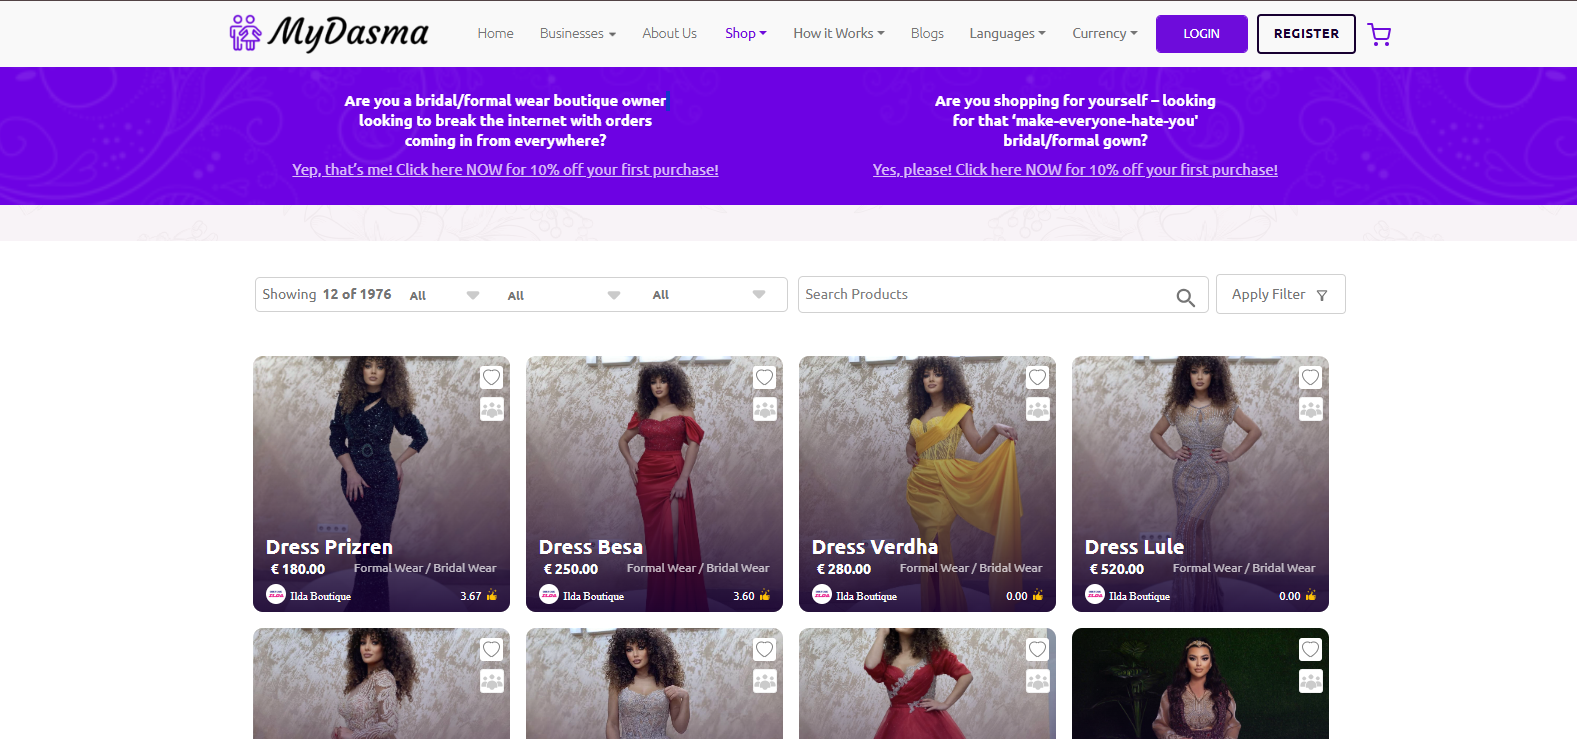 MyDasma
Home Businesses About Us Shop How it Works Blogs Languages Currency LOGIN REGISTER
Are you a bridal/formal wear boutique owner
looking to break the internet with orders
coming in from everywhere?
Yep, that’s me! Click here NOW for 10% off your first purchase!
Are you shopping for yourself – looking
for that ‘make-everyone-hate-you'
bridal/formal gown?
Yes, please! Click here NOW for 10% off your first purchase!
Showing 12 of 1976 All All All
Search Products
Apply Filter
Dress Prizren
€ 180.00 Formal Wear / Bridal Wear
Ilda Boutique 3.67
Dress Besa
€ 250.00 Formal Wear / Bridal Wear
Ilda Boutique 3.60
Dress Verdha
€ 280.00 Formal Wear / Bridal Wear
Ilda Boutique 0.00
Dress Lule
€ 520.00 Formal Wear / Bridal Wear
Ilda Boutique 0.00